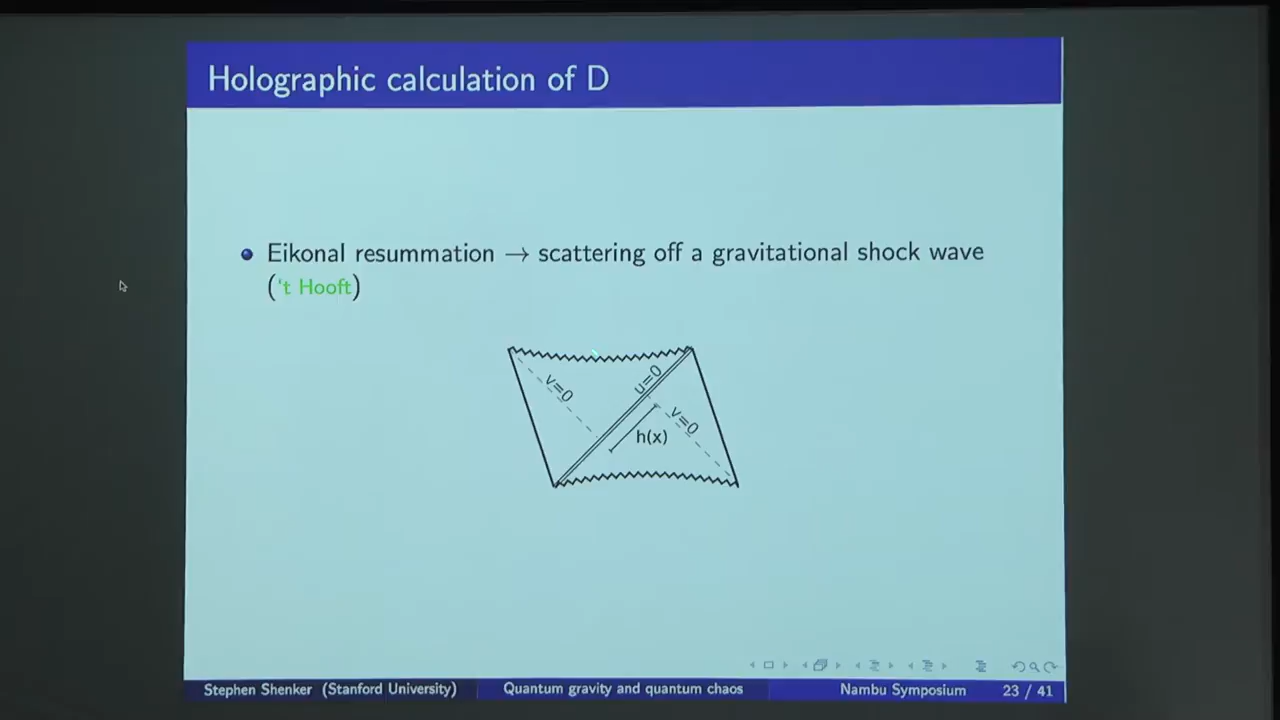 Holographic calculation of D
Eikonal resummation → scattering off a gravitational shock wave
(‘t Hooft)
v=0
u=0
v=0
h(x)
Stephen Shenker (Stanford University)
Quantum gravity and quantum chaos
Nambu Symposium
23 / 41